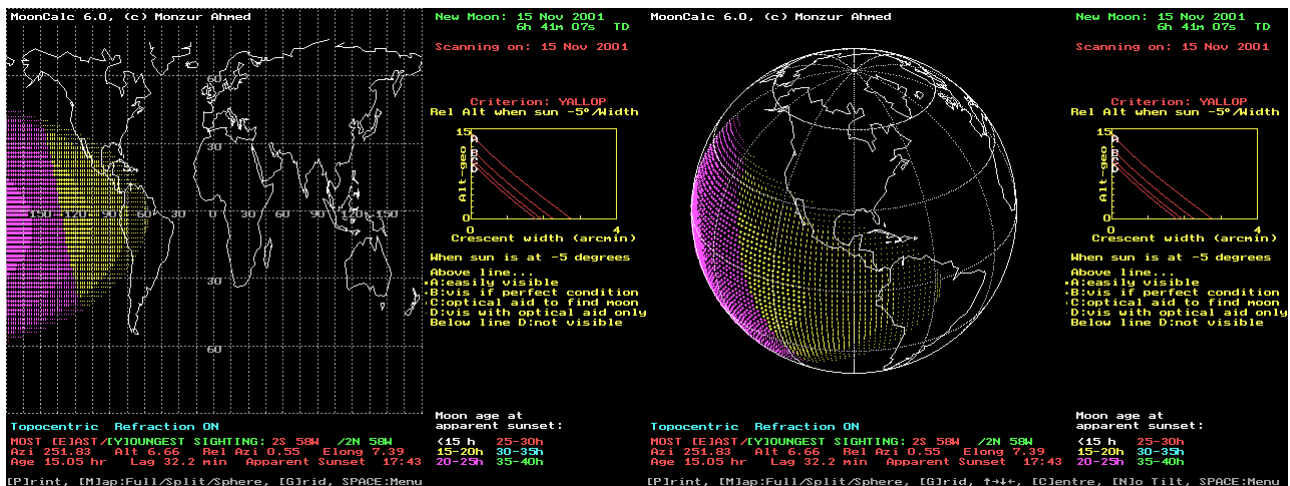 MoonCalc 6.0, (c) Monzur Ahmed
New Moon: 15 Nov 2001
6h 41m 07s TD
Scanning on: 15 Nov 2001
Criterion: YALLOP
Rel Alt when sun -5º/Width
15
A
B
C
D
Alt-geo
0
0
4
Crescent width (arcmin)
When sun is at -5 degrees
Above line...
A:easily visible
B:vis if perfect condition
C:optical aid to find moon
D:vis with optical aid only
Below line D:not visible
60
30
150 120 90 60 30 0 30 60 90 120 150
30
60
Moon age at
apparent sunset:
<15 h 25-30h
15-20h 30-35h
20-25h 35-40h
Topocentric Refraction ON
MOST [E]AST/[Y]OUNGEST SIGHTING: 2S 58W /2N 58W
Azi 251.83 Alt 6.66 Rel Azi 0.55 Elong 7.39
Age 15.05 hr Lag 32.2 min Apparent Sunset 17:43
[P]rint, [M]ap:Full/Split/Sphere, [G]rid, SPACE:Menu
MoonCalc 6.0, (c) Monzur Ahmed
New Moon: 15 Nov 2001
6h 41m 07s TD
Scanning on: 15 Nov 2001
Criterion: YALLOP
Rel Alt when sun -5º/Width
15
A
B
C
D
Alt-geo
0
0
4
Crescent width (arcmin)
When sun is at -5 degrees
Above line...
A:easily visible
B:vis if perfect condition
C:optical aid to find moon
D:vis with optical aid only
Below line D:not visible
Moon age at
apparent sunset:
<15 h 25-30h
15-20h 30-35h
20-25h 35-40h
Topocentric Refraction ON
MOST [E]AST/[Y]OUNGEST SIGHTING: 2S 58W /2N 58W
Azi 251.83 Alt 6.66 Rel Azi 0.55 Elong 7.39
Age 15.05 hr Lag 32.2 min Apparent Sunset 17:43
[P]rint, [M]ap:Full/Split/Sphere, [G]rid, ↑→↓←, [C]entre, [N]o Tilt, SPACE:Menu